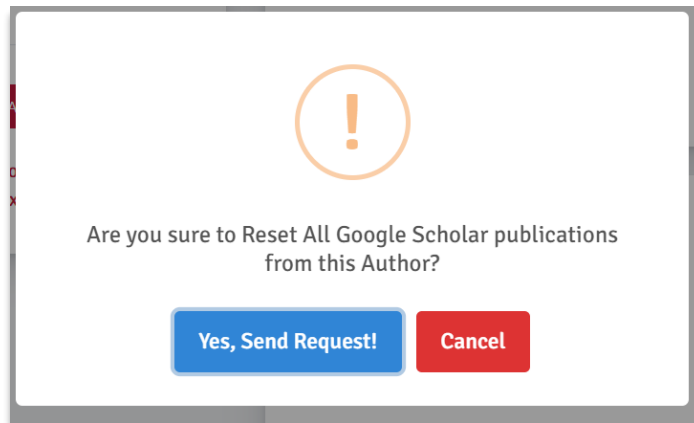 !
Are you sure to Reset All Google Scholar publications
from this Author?
Yes, Send Request!
Cancel